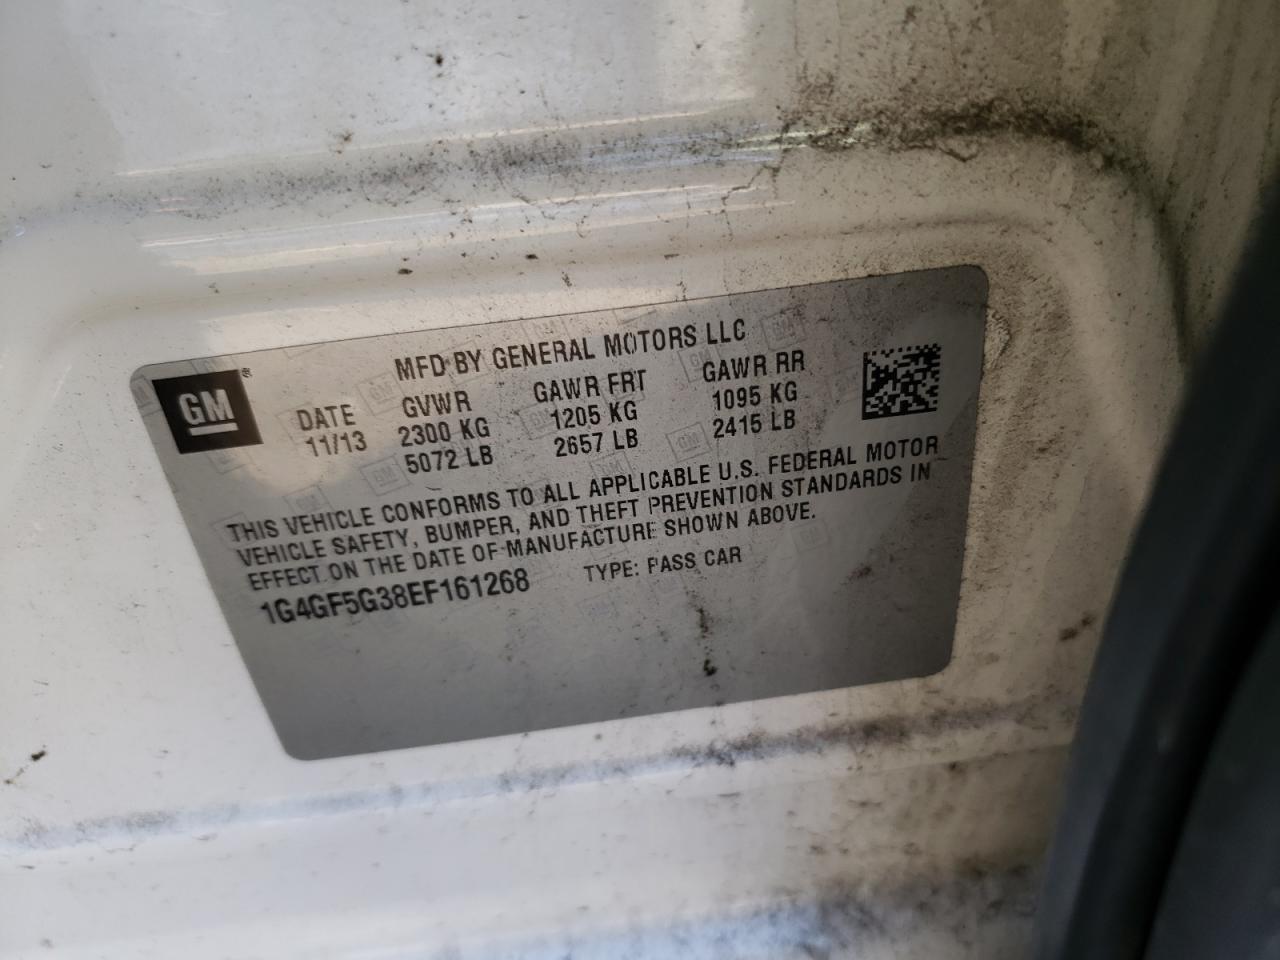 MFD BY GENERAL MOTORS LLC
GM®
DATE GVWR GAWR FRT GAWR RR
11/13 2300 KG 1205 KG 1095 KG
5072 LB 2657 LB 2415 LB
THIS VEHICLE CONFORMS TO ALL APPLICABLE U.S. FEDERAL MOTOR
VEHICLE SAFETY, BUMPER, AND THEFT PREVENTION STANDARDS IN
EFFECT ON THE DATE OF MANUFACTURE SHOWN ABOVE.
1G4GF5G38EF161268 TYPE: PASS CAR